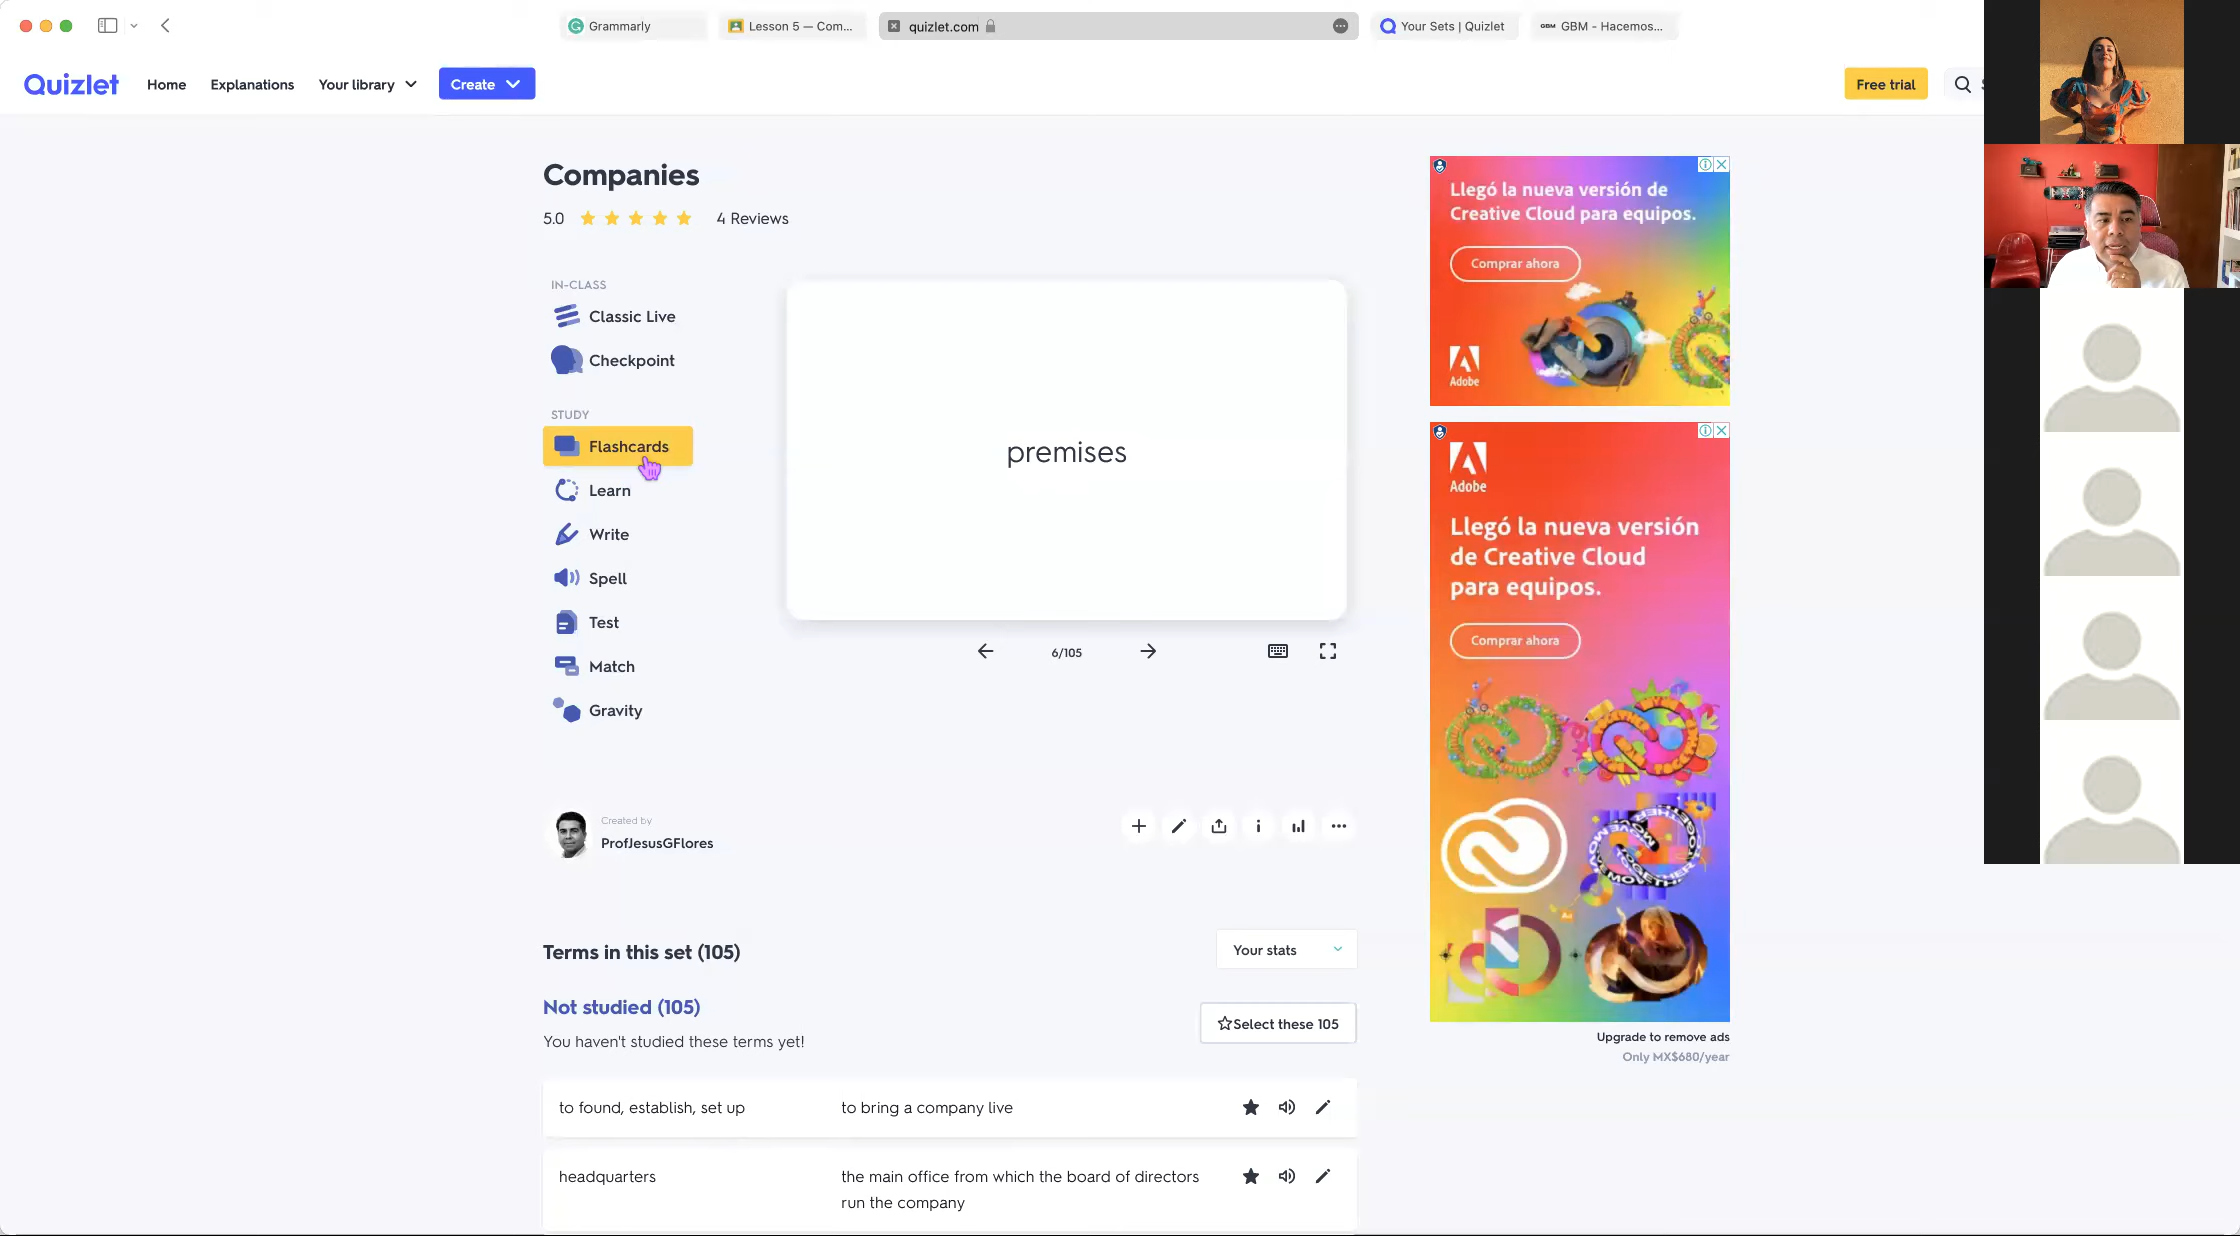 Grammarly
Lesson 5 — Com...
quizlet.com
Your Sets | Quizlet
GBM GBM - Hacemos...
Quizlet
Home
Explanations
Your library
Create
Free trial
Companies
5.0
4 Reviews
IN-CLASS
Classic Live
Checkpoint
STUDY
Flashcards
Learn
Write
Spell
Test
Match
Gravity
premises
6/105
Created by
ProfJesusGFlores
Terms in this set (105)
Your stats
Not studied (105)
You haven't studied these terms yet!
Select these 105
to found, establish, set up
to bring a company live
headquarters
the main office from which the board of directors
run the company
Llegó la nueva versión de
Creative Cloud para equipos.
Comprar ahora
Adobe
Adobe
Llegó la nueva versión
de Creative Cloud
para equipos.
Comprar ahora
Upgrade to remove ads
Only MX$680/year